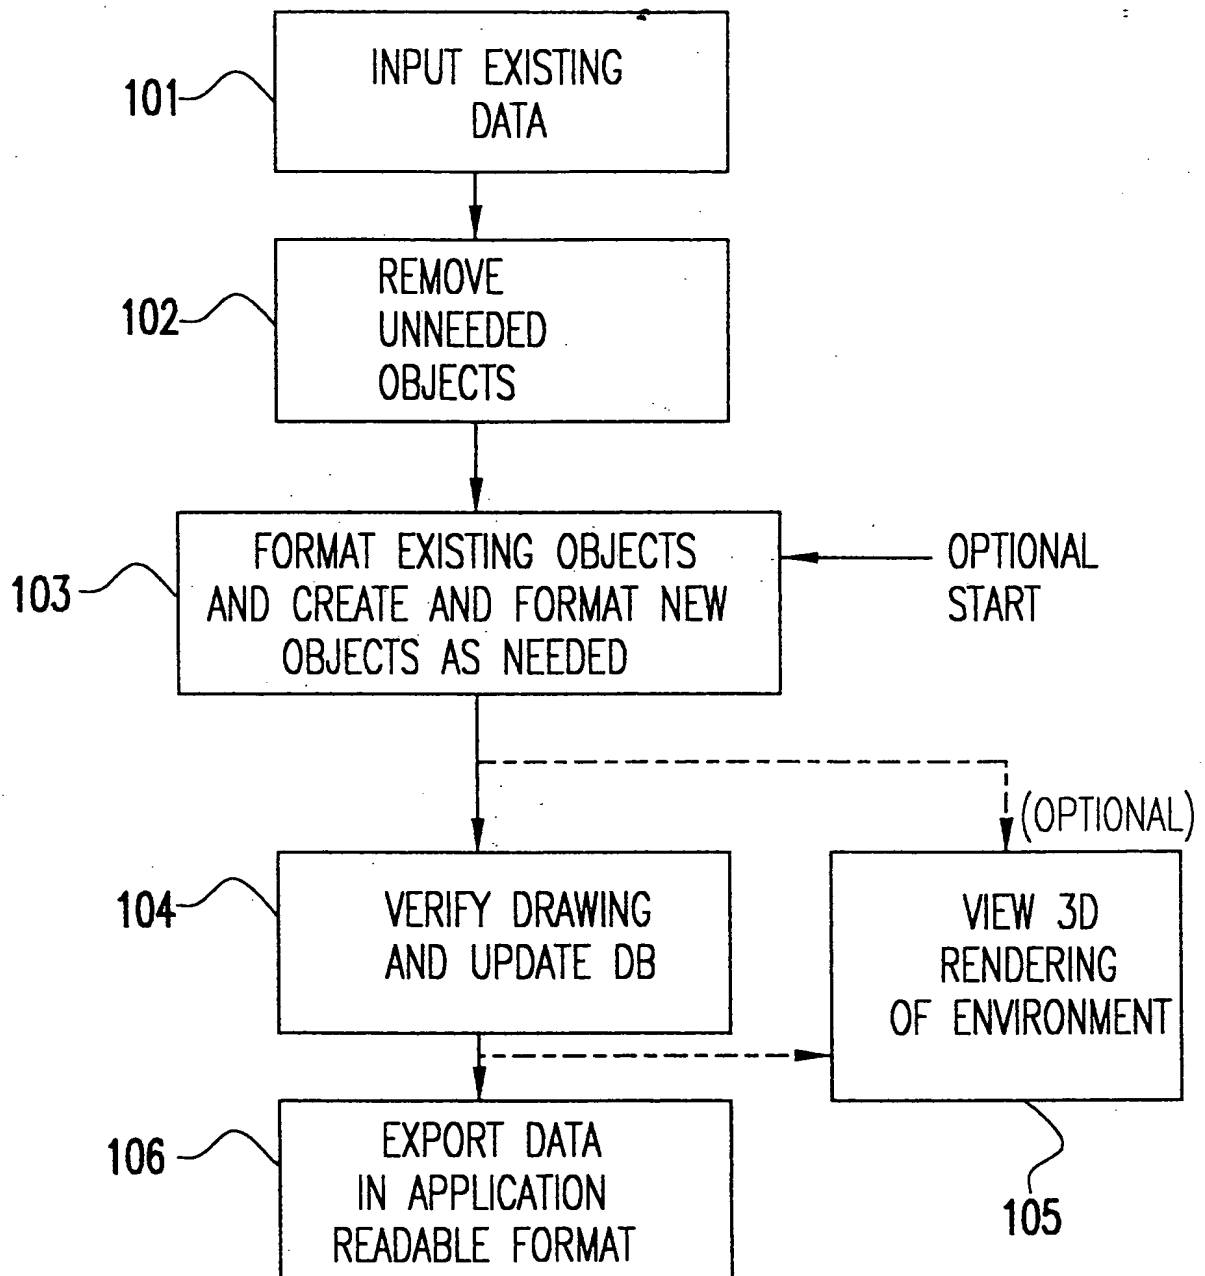 101
INPUT EXISTING
DATA
102
REMOVE
UNNEEDED
OBJECTS
103
FORMAT EXISTING OBJECTS
AND CREATE AND FORMAT NEW
OBJECTS AS NEEDED
OPTIONAL
START
(OPTIONAL)
104
VERIFY DRAWING
AND UPDATE DB
VIEW 3D
RENDERING
OF ENVIRONMENT
105
106
EXPORT DATA
IN APPLICATION
READABLE FORMAT